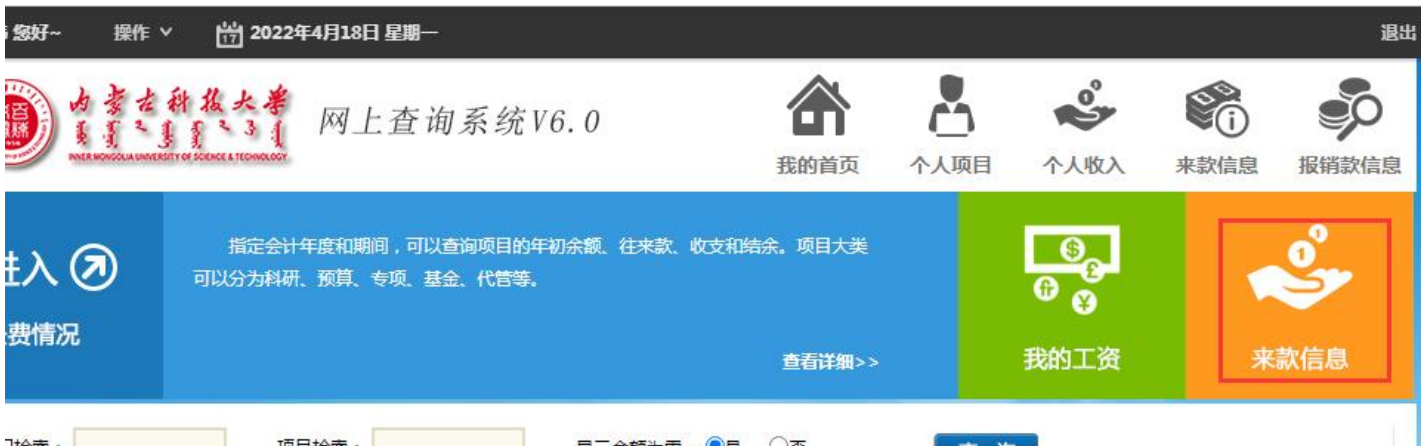 您好~ 操作 2022年4月18日 星期一 退出
内蒙古科技大学
INNER MONGOLIA UNIVERSITY OF SCIENCE & TECHNOLOGY
网上查询系统V6.0
我的首页 个人项目 个人收入 来款信息 报销款信息
进入
费情况
指定会计年度和期间，可以查询项目的年初余额、往来款、收支和结余。项目大类
可以分为科研、预算、专项、基金、代管等。
查看详细>>
我的工资
来款信息